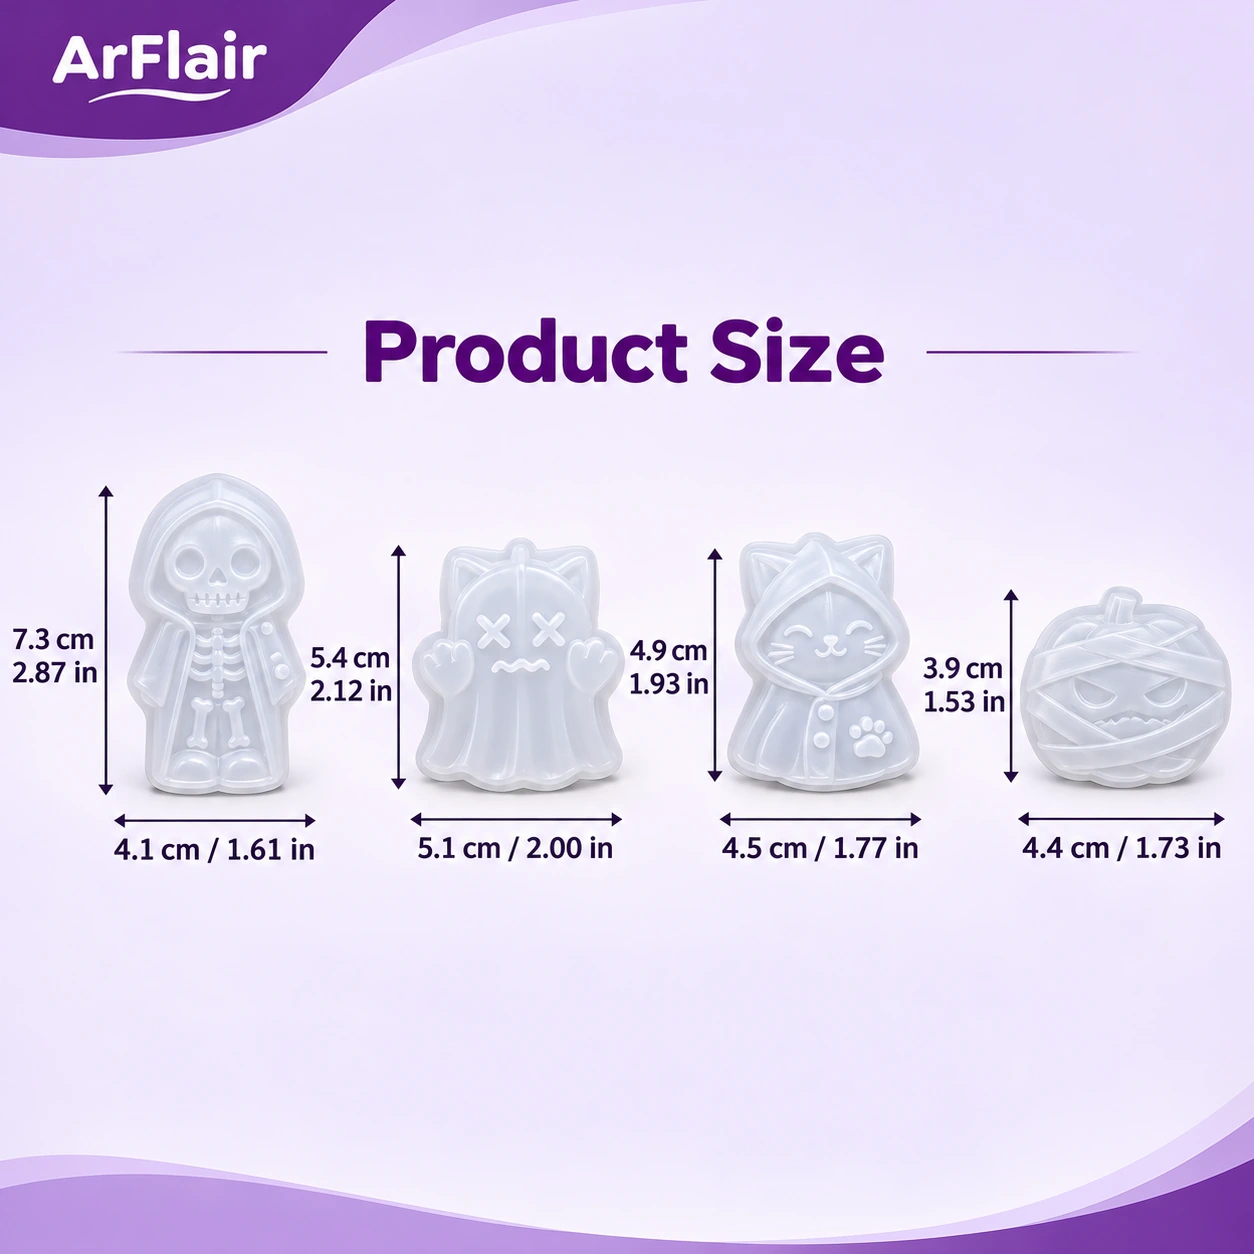 ArFlair
Product Size
7.3 cm
2.87 in
4.1 cm / 1.61 in
5.4 cm
2.12 in
5.1 cm / 2.00 in
4.9 cm
1.93 in
4.5 cm / 1.77 in
3.9 cm
1.53 in
4.4 cm / 1.73 in